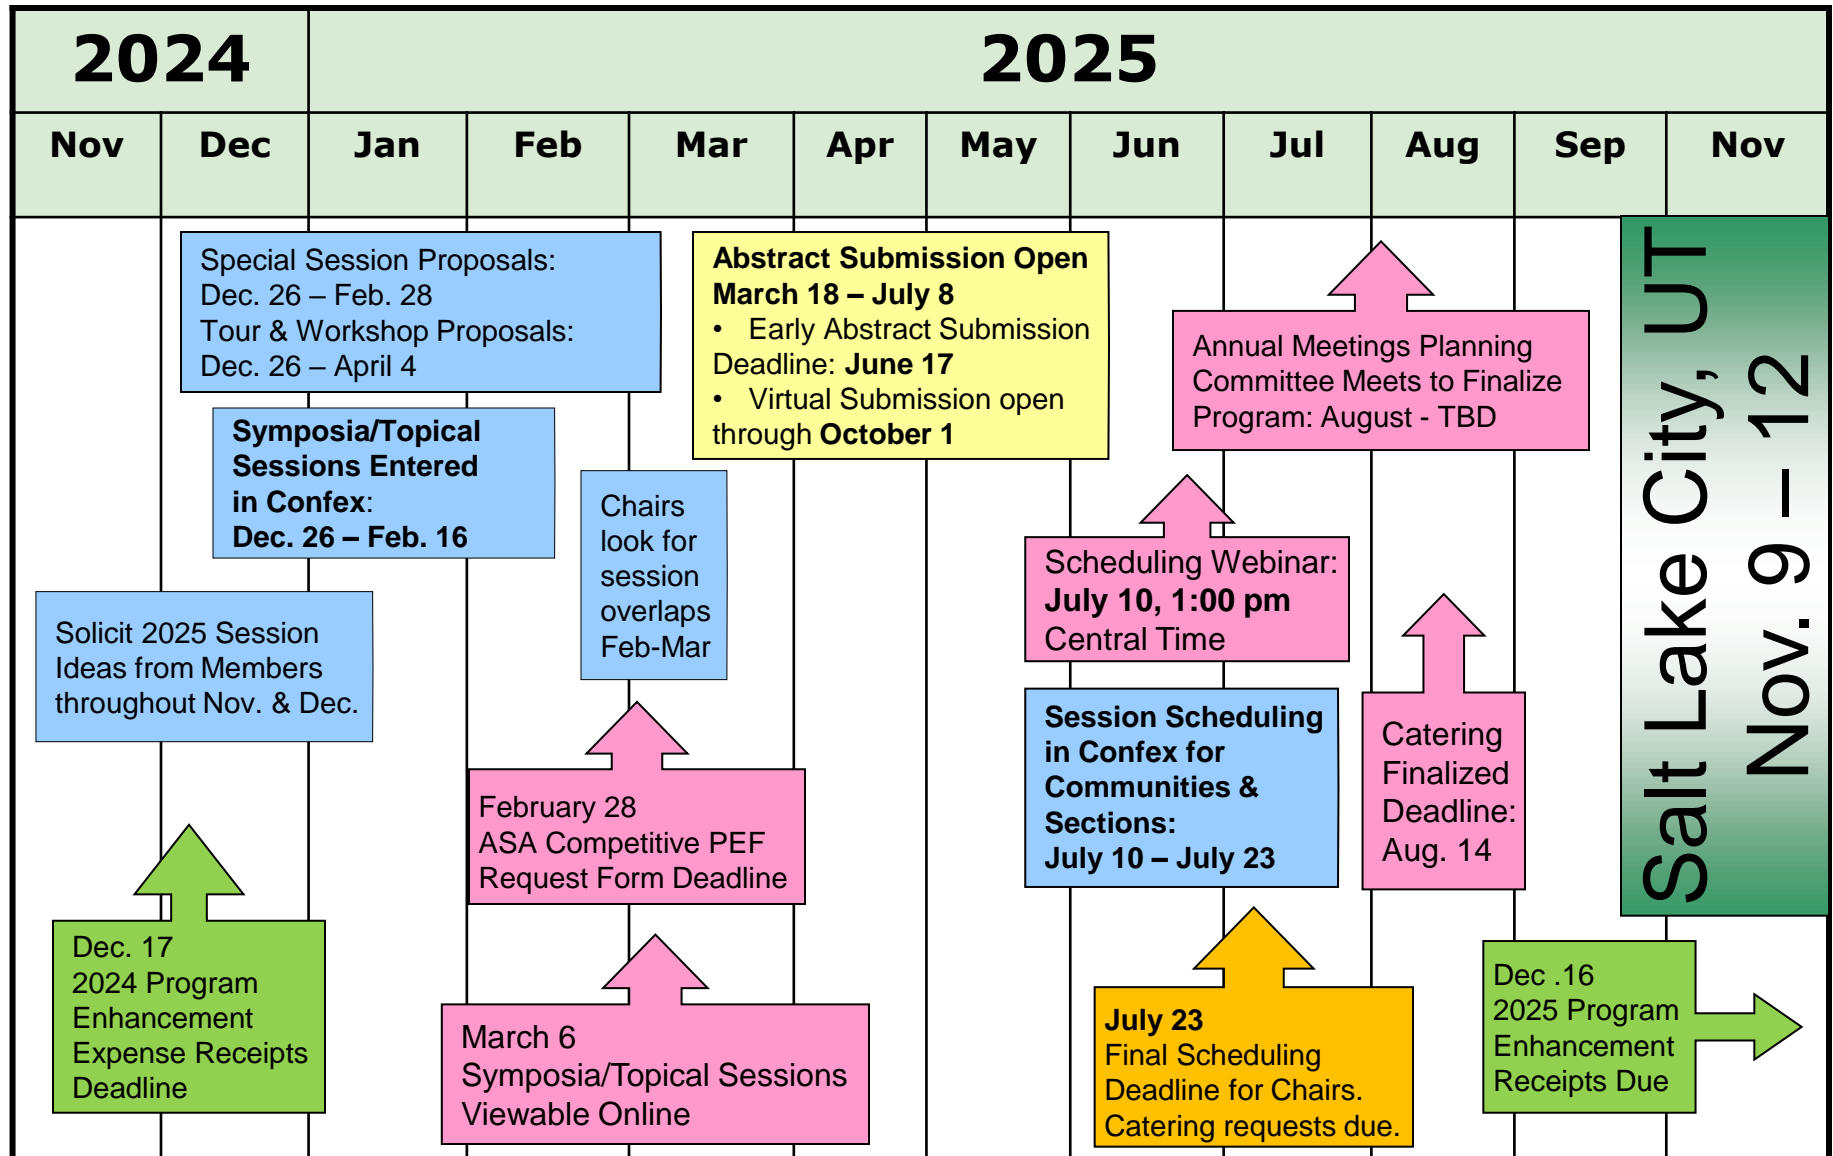 2024
2025
Nov
Dec
Jan
Feb
Mar
Apr
May
Jun
Jul
Aug
Sep
Nov
Special Session Proposals:
Dec. 26 – Feb. 28
Tour & Workshop Proposals:
Dec. 26 – April 4
Symposia/Topical
Sessions Entered
in Confex:
Dec. 26 – Feb. 16
Solicit 2025 Session
Ideas from Members
throughout Nov. & Dec.
Dec. 17
2024 Program
Enhancement
Expense Receipts
Deadline
Chairs
look for
session
overlaps
Feb-Mar
February 28
ASA Competitive PEF
Request Form Deadline
March 6
Symposia/Topical Sessions
Viewable Online
Abstract Submission Open
March 18 – July 8
• Early Abstract Submission
Deadline: June 17
• Virtual Submission open
through October 1
Annual Meetings Planning
Committee Meets to Finalize
Program: August - TBD
Scheduling Webinar:
July 10, 1:00 pm
Central Time
Session Scheduling
in Confex for
Communities &
Sections:
July 10 – July 23
Catering
Finalized
Deadline:
Aug. 14
July 23
Final Scheduling
Deadline for Chairs.
Catering requests due.
Dec .16
2025 Program
Enhancement
Receipts Due
Salt Lake City, UT
Nov. 9 – 12